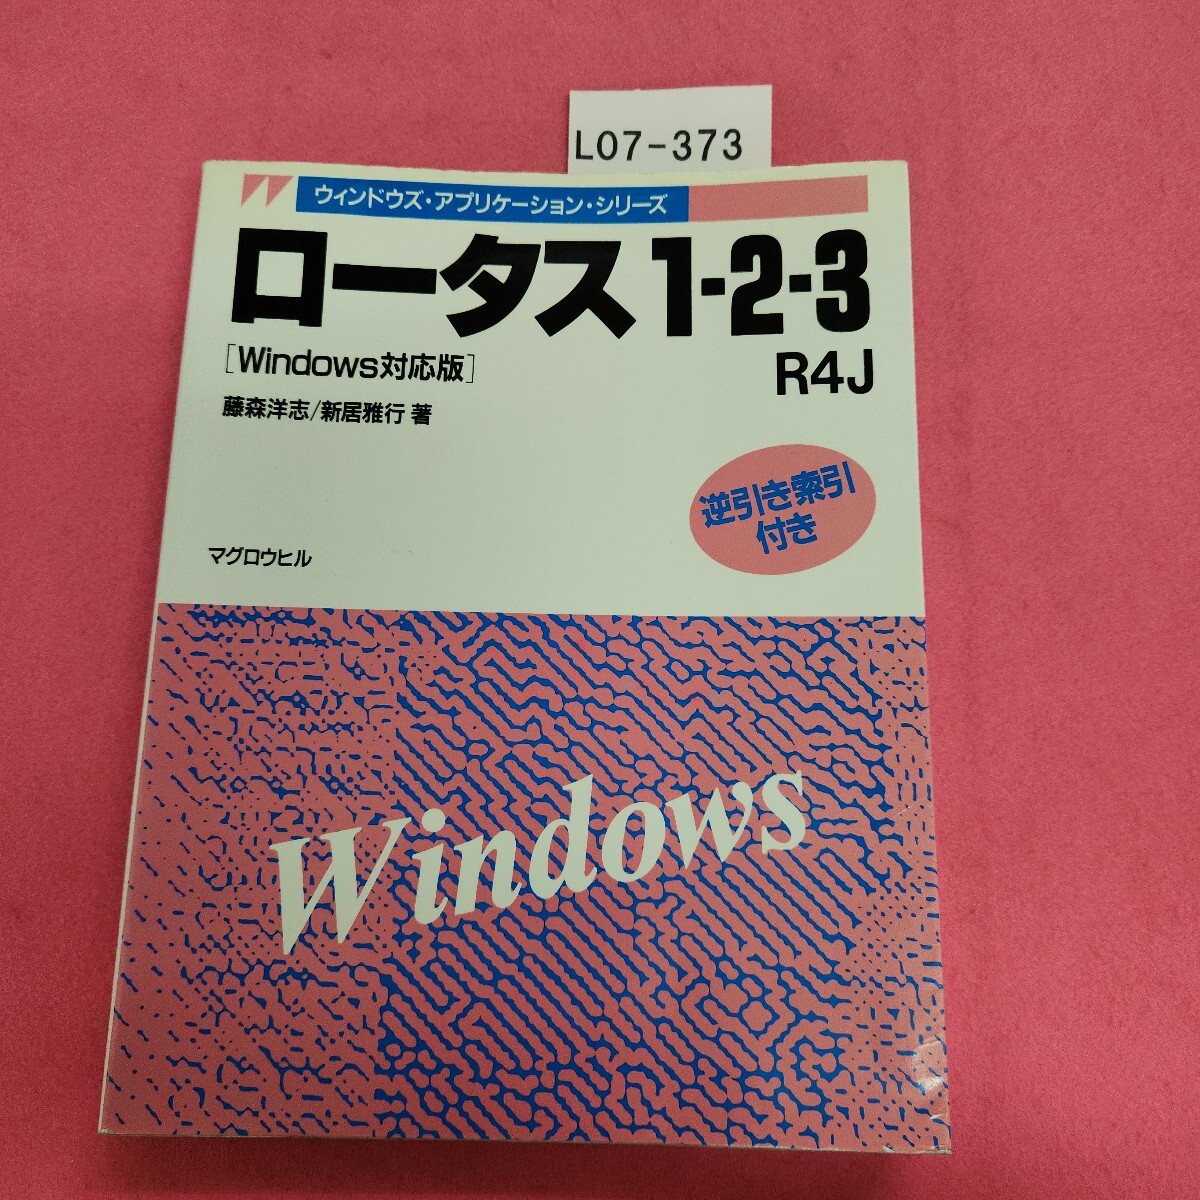 L07-373
ウィンドウズ・アプリケーション・シリーズ
ロータス1-2-3
[Windows対応版]
R4J
藤森洋志/新居雅行 著
逆引き索引
付き
マグロウヒル
Windows